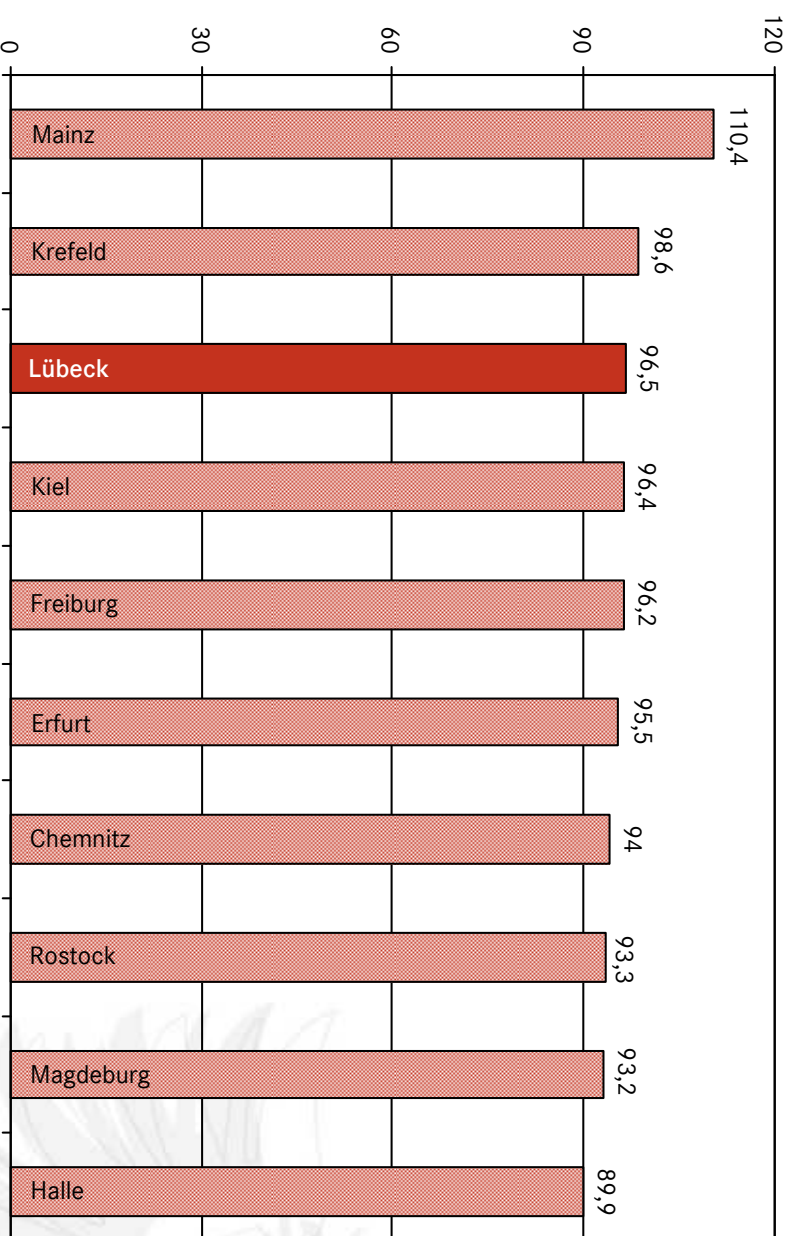 120
90
60
30
0
Mainz
110,4
Krefeld
98,6
Lübeck
96,5
Kiel
96,4
Freiburg
96,2
Erfurt
95,5
Chemnitz
94
Rostock
93,3
Magdeburg
93,2
Halle
89,9